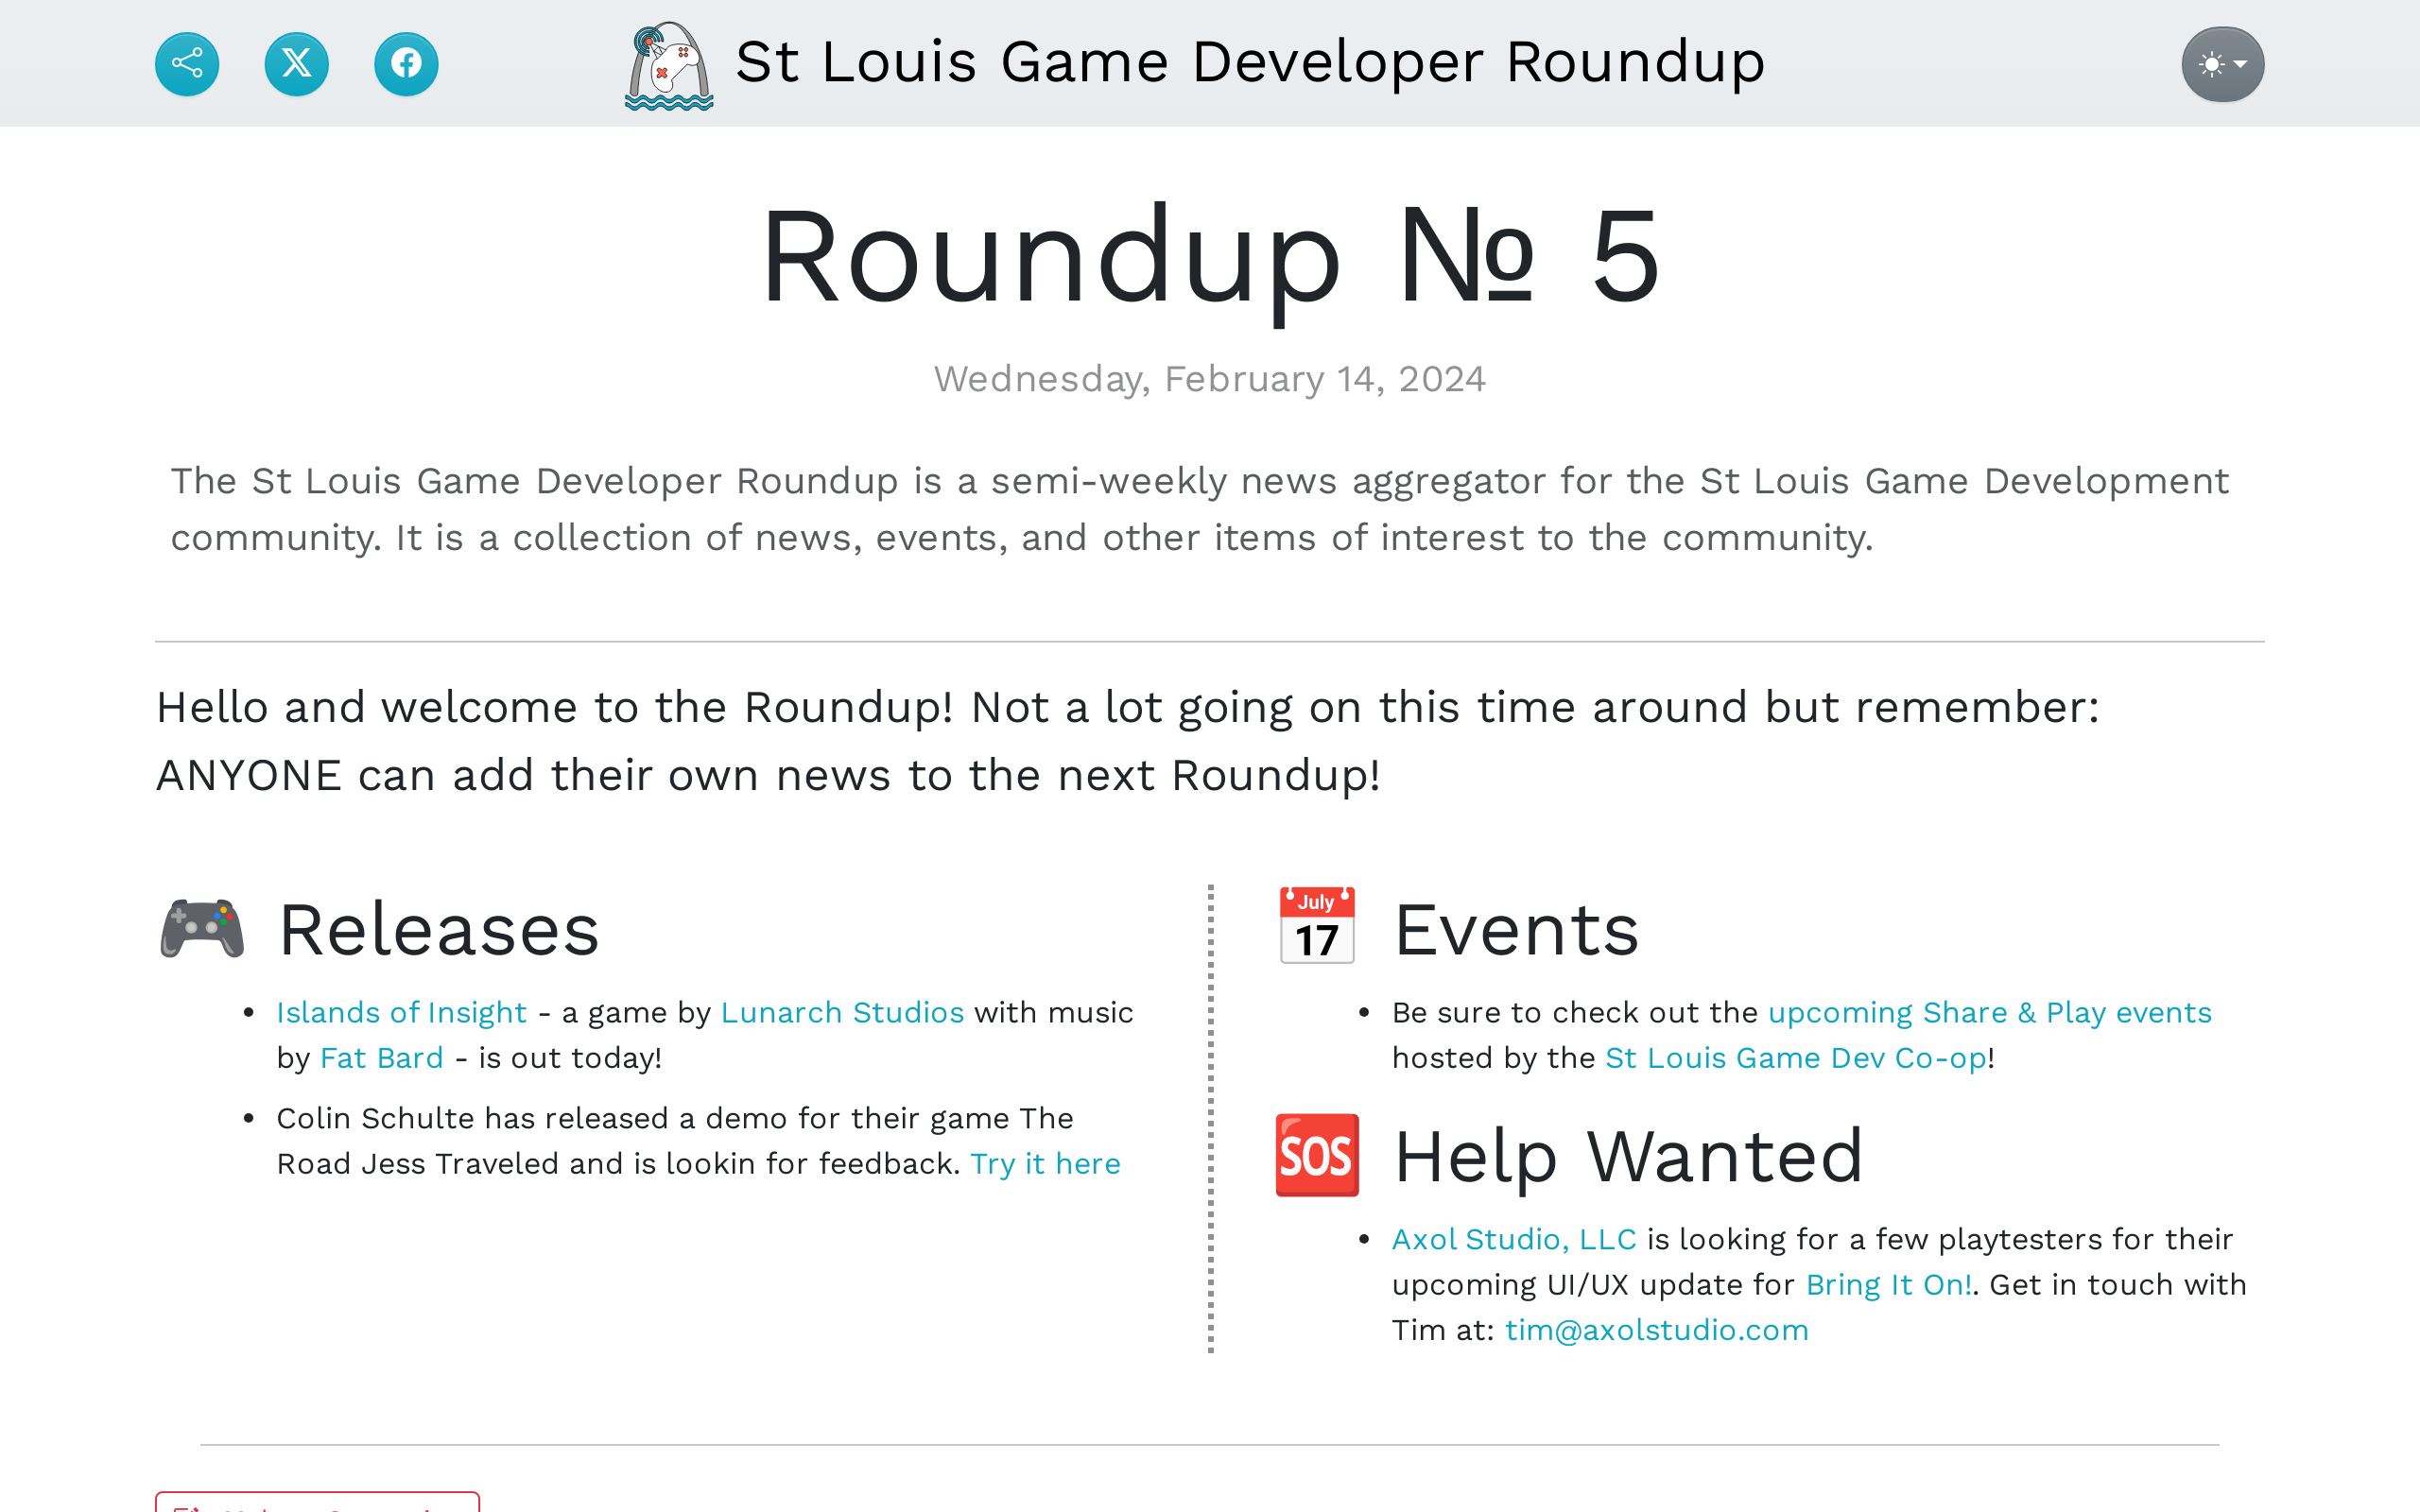 St Louis Game Developer Roundup
Roundup № 5
Wednesday, February 14, 2024
The St Louis Game Developer Roundup is a semi-weekly news aggregator for the St Louis Game Development
community. It is a collection of news, events, and other items of interest to the community.
Hello and welcome to the Roundup! Not a lot going on this time around but remember:
ANYONE can add their own news to the next Roundup!
🎮 Releases
• Islands of Insight - a game by Lunarch Studios with music
by Fat Bard - is out today!
• Colin Schulte has released a demo for their game The
Road Jess Traveled and is lookin for feedback. Try it here
July
17
Events
• Be sure to check out the upcoming Share & Play events
hosted by the St Louis Game Dev Co-op!
SOS
Help Wanted
• Axol Studio, LLC is looking for a few playtesters for their
upcoming UI/UX update for Bring It On!. Get in touch with
Tim at: tim@axolstudio.com